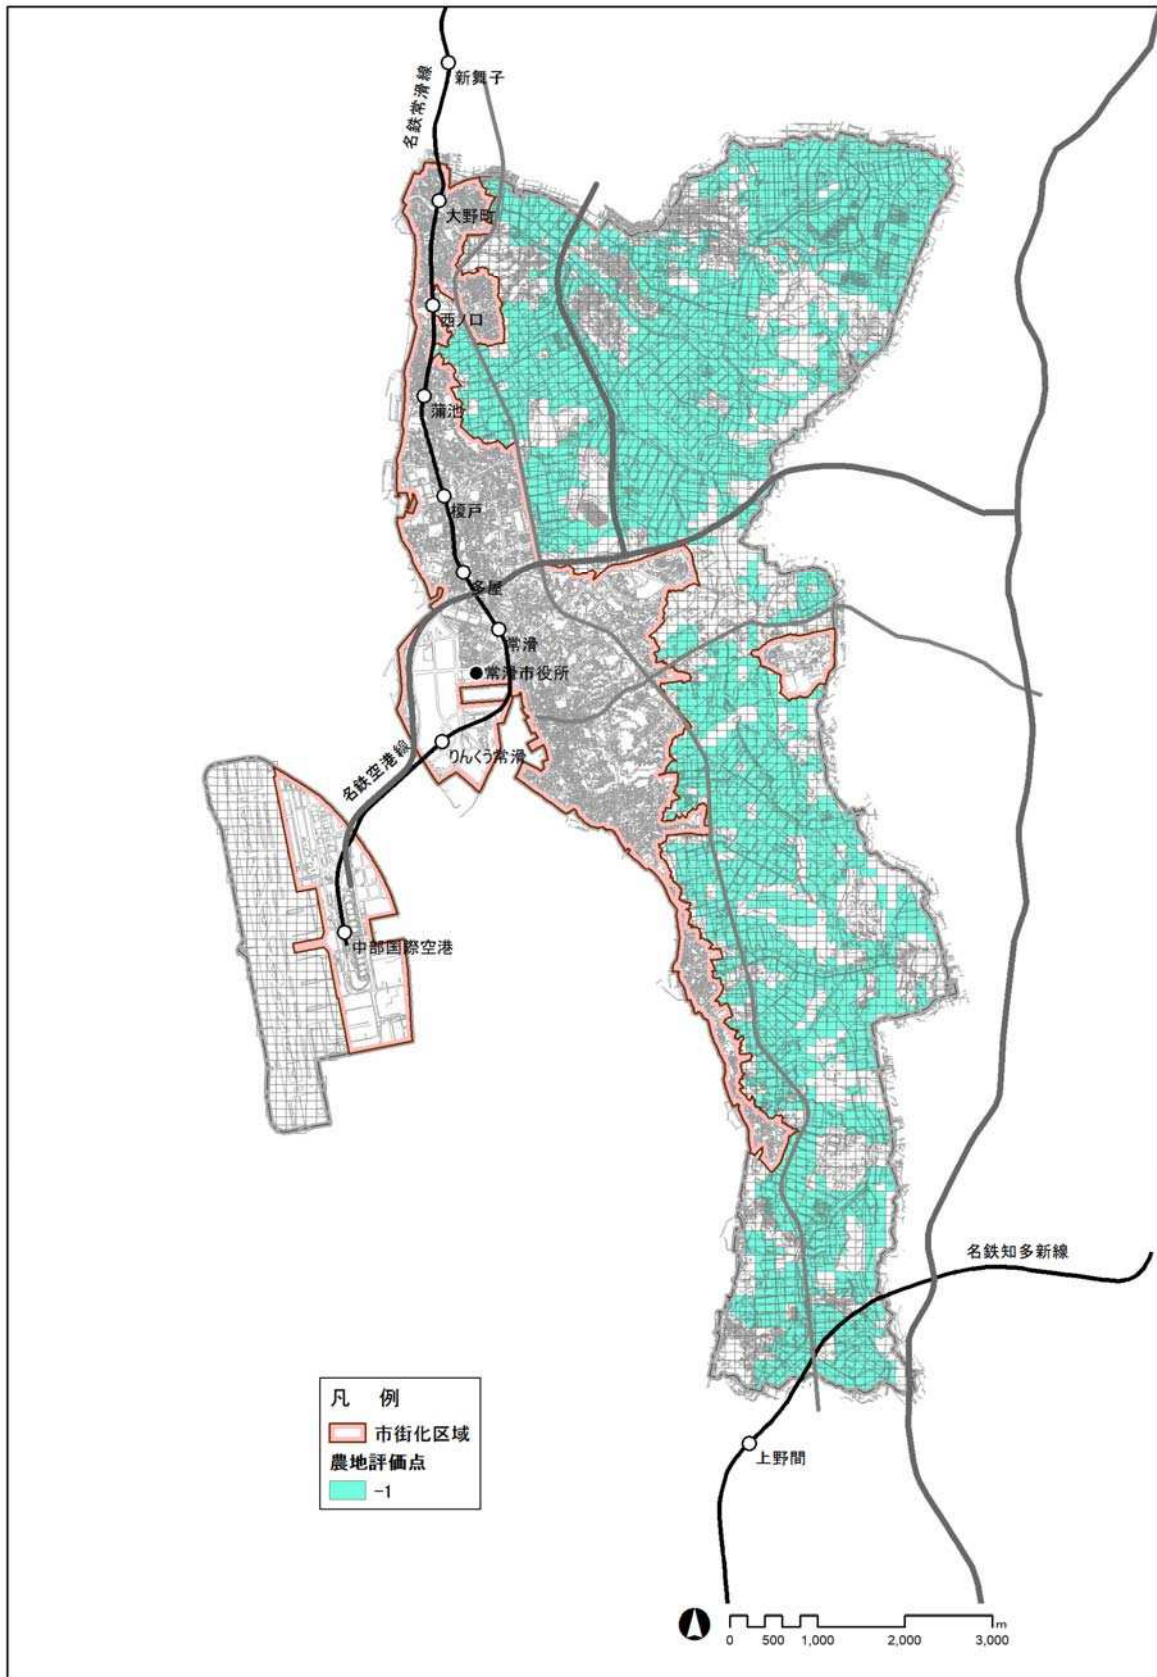 新舞子
名鉄常滑線
大野町
西ノ口
蒲池
榎戸
多屋
常滑
常滑市役所
りんくう常滑
名鉄空港線
中部国際空港
名鉄知多新線
凡 例
市街化区域
農地評価点
-1
上野間
m
0 500 1,000 2,000 3,000